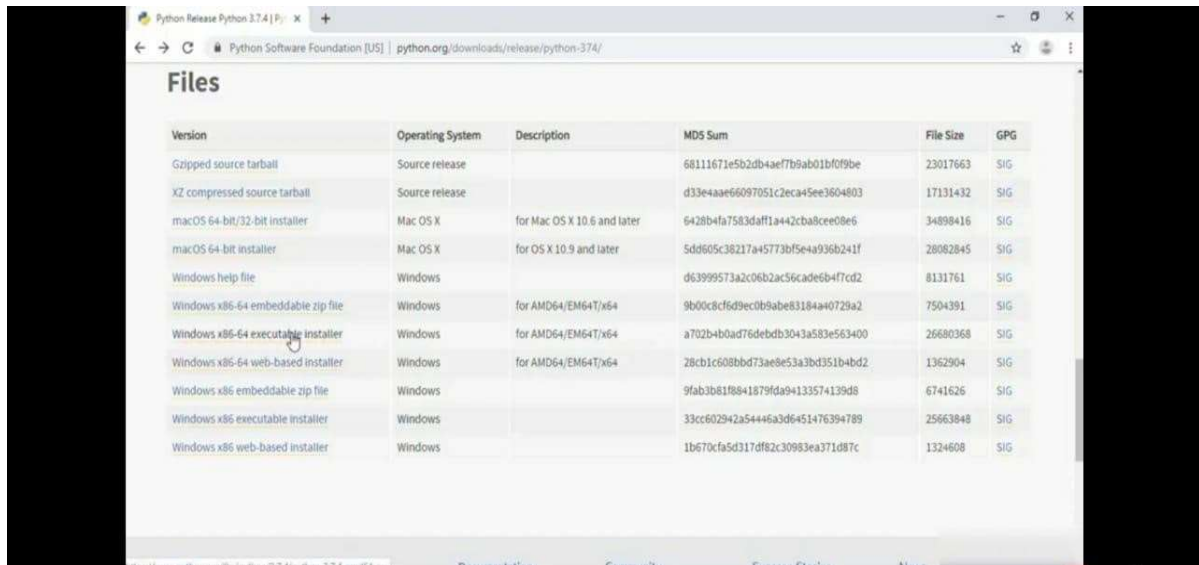 Python Release Python 3.7.4 | Py
Python Software Foundation [US] | python.org/downloads/release/python-374/
Files
Version Operating System Description MD5 Sum File Size GPG
Gzipped source tarball Source release 68111671e5b2db4aef7b9ab01bf0f9be 23017663 SIG
XZ compressed source tarball Source release d33e4aae66097051c2eca45ee3604803 17131432 SIG
macOS 64-bit/32-bit installer Mac OS X for Mac OS X 10.6 and later 6428b4fa7583daff1a442cba8cee08e6 34898416 SIG
macOS 64-bit installer Mac OS X for OS X 10.9 and later 5dd605c38217a45773bf5e4a936b241f 28082845 SIG
Windows help file Windows d63999573a2c06b2ac56cade6b4f7cd2 8131761 SIG
Windows x86-64 embeddable zip file Windows for AMD64/EM64T/x64 9b00c8cf6d9ec0b9abe83184a40729a2 7504391 SIG
Windows x86-64 executable installer Windows for AMD64/EM64T/x64 a702b4b0ad76debdb3043a583e563400 26680368 SIG
Windows x86-64 web-based installer Windows for AMD64/EM64T/x64 28cb1c608bbd73ae8e53a3bd351b4bd2 1362904 SIG
Windows x86 embeddable zip file Windows 9fab3b81f8841879fda94133574139d8 6741626 SIG
Windows x86 executable installer Windows 33cc602942a54446a3d6451476394789 25663848 SIG
Windows x86 web-based installer Windows 1b670cfa5d317df82c30983ea371d87c 1324608 SIG